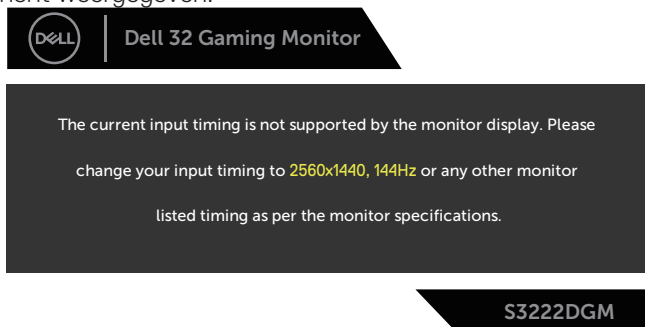 weergegeven.
DELL
Dell 32 Gaming Monitor
The current input timing is not supported by the monitor display. Please
change your input timing to 2560x1440, 144Hz or any other monitor
listed timing as per the monitor specifications.
S3222DGM